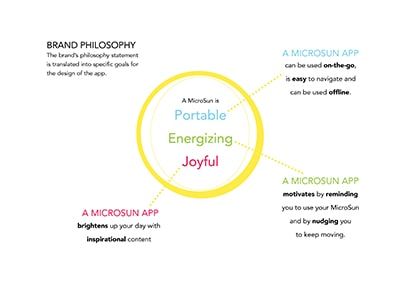 BRAND PHILOSOPHY
The brand's philosophy statement
is translated into specific goals for
the design of the app.
A MICROSUN APP
can be used on-the-go,
is easy to navigate and
can be used offline.
A MicroSun is
Portable
Energizing
Joyful
A MICROSUN APP
motivates by reminding
you to use your MicroSun
and by nudging you
to keep moving.
A MICROSUN APP
brightens up your day with
inspirational content